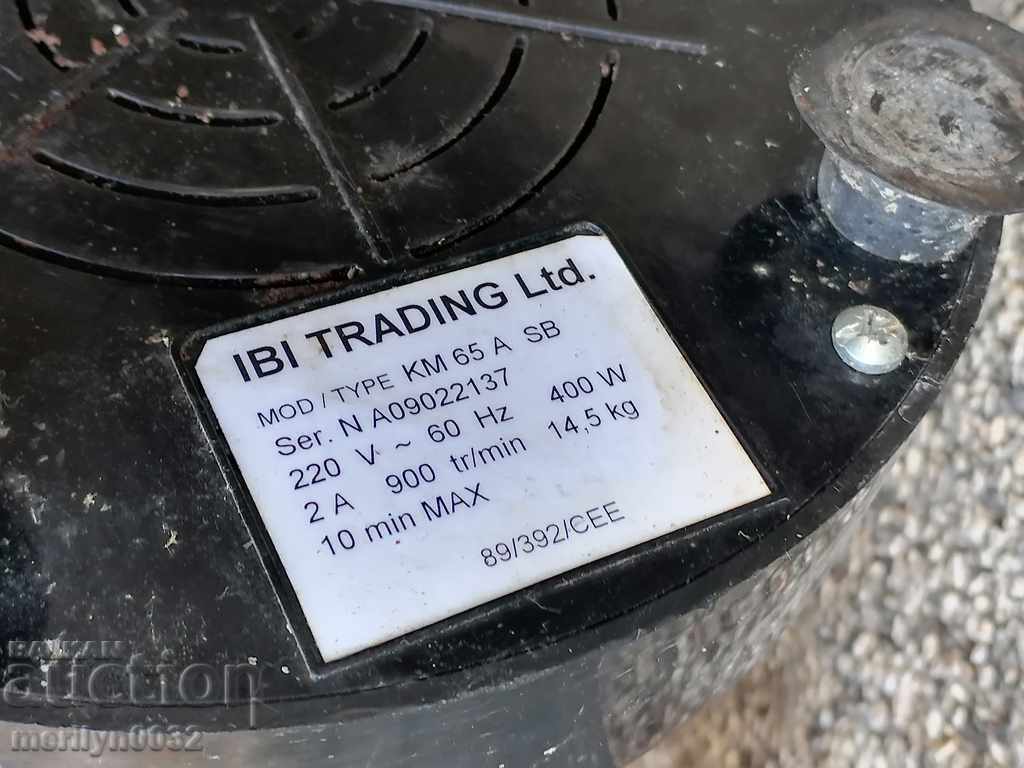 IBI TRADING Ltd.
MOD / TYPE KM 65 A SB
Ser. N A09022137
220 V ~ 60 Hz 400 W
2 A 900 tr/min 14,5 kg
10 min MAX
89/392/CEE
BALKAN
auction
merilyn0032